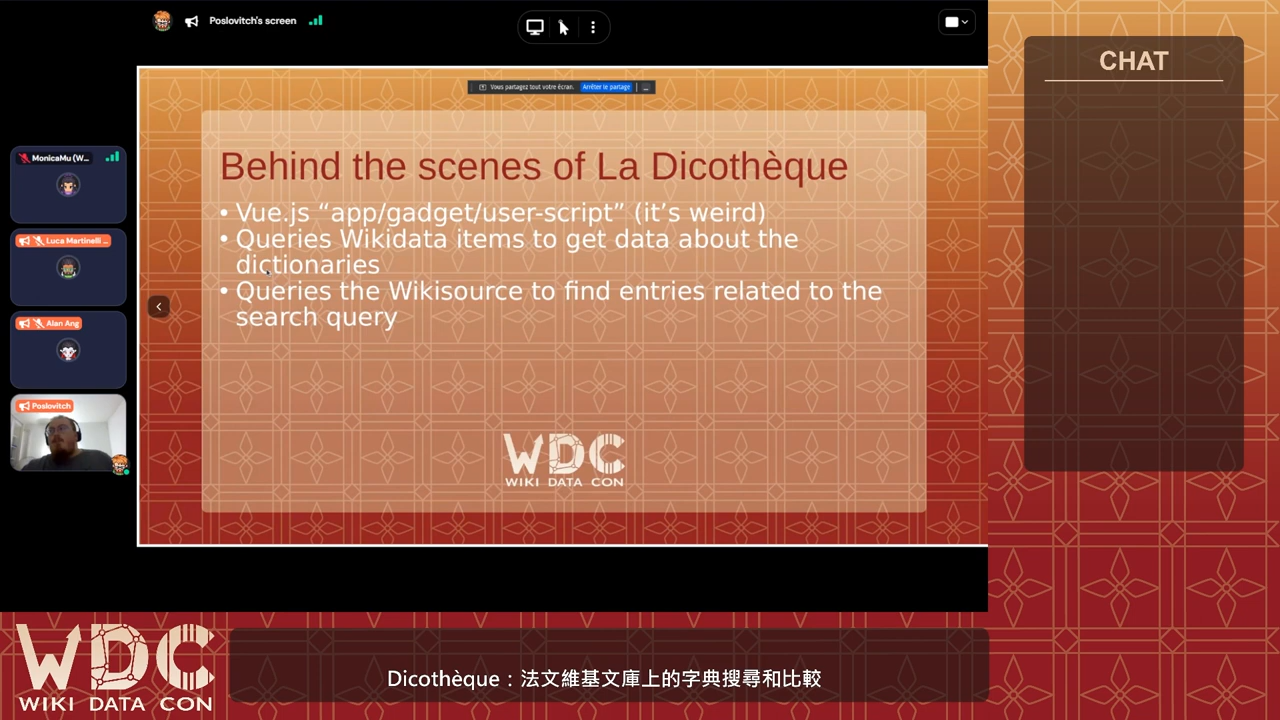 Poslovitch's screen
CHAT
Vous partagez tout votre écran. Arrêter le partage
MonicaMu (W...
Luca Martinelli ...
Alan Ang
Poslovitch
Behind the scenes of La Dicothèque
• Vue.js “app/gadget/user-script” (it’s weird)
• Queries Wikidata items to get data about the
dictionaries
• Queries the Wikisource to find entries related to the
search query
WDC
WIKI DATA CON
WDC
WIKI DATA CON
Dicothèque：法文維基文庫上的字典搜尋和比較